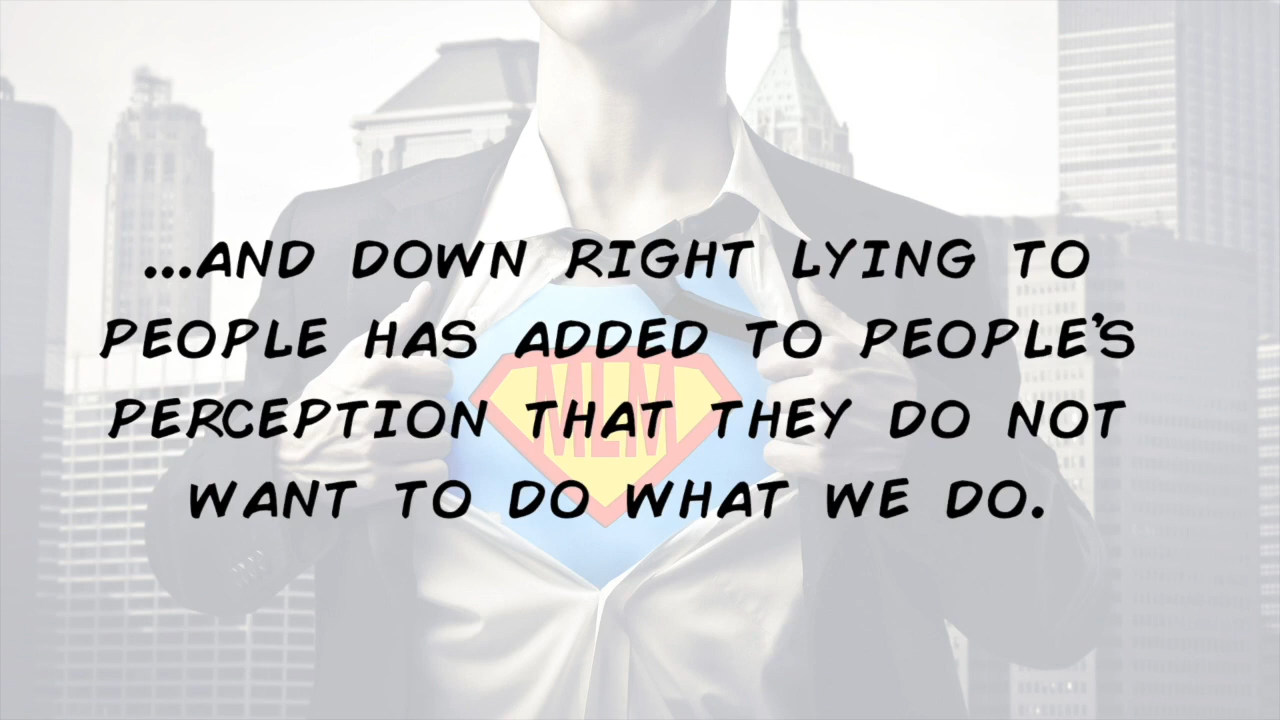 ...AND DOWN RIGHT LYING TO
PEOPLE HAS ADDED TO PEOPLE'S
PERCEPTION THAT THEY DO NOT
WANT TO DO WHAT WE DO.
MLM